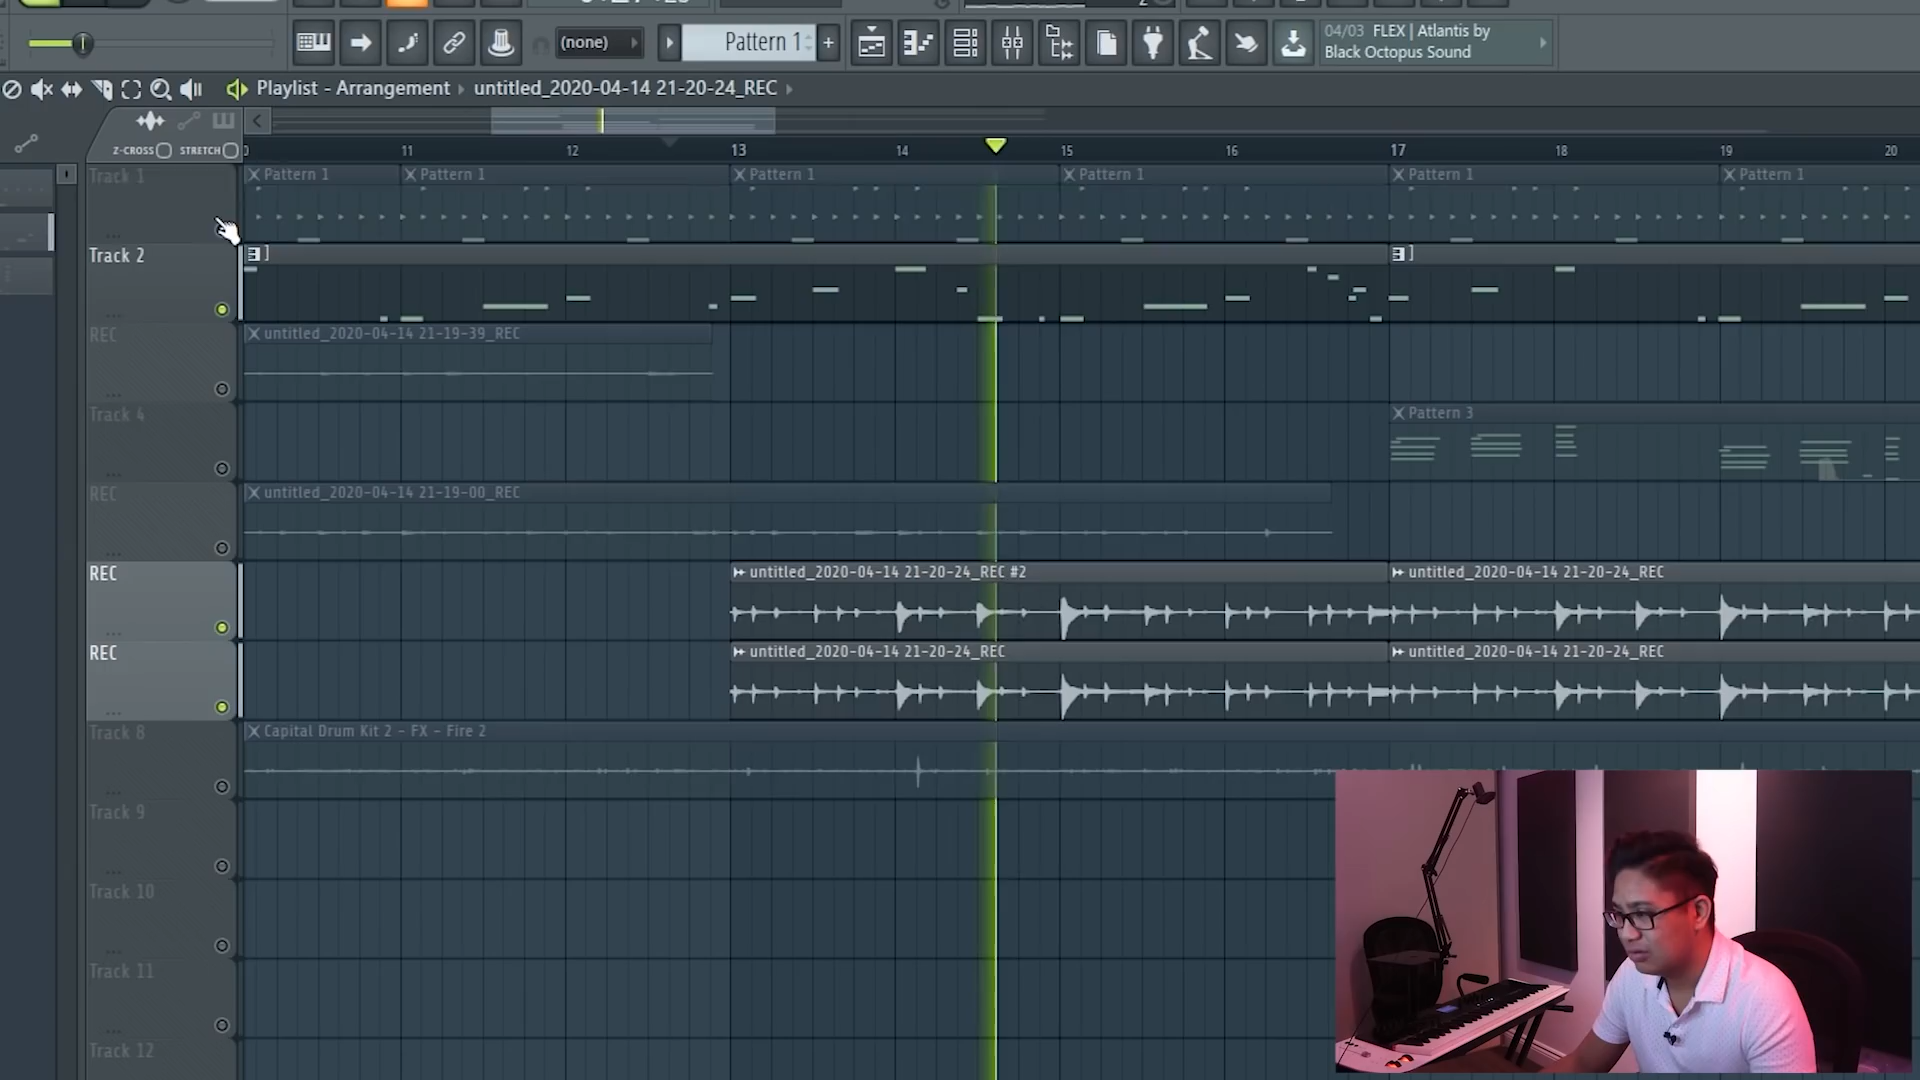 (none)
Pattern 1
+
04/03 FLEX | Atlantis by
Black Octopus Sound
Playlist - Arrangement › untitled_2020-04-14 21-20-24_REC ›
Z-CROSS STRETCH
11 12 13 14 15 16 17 18 19 20
Track 1
Pattern 1 Pattern 1 Pattern 1 Pattern 1 Pattern 1 Pattern 1
Track 2
REC
untitled_2020-04-14 21-19-39_REC
Track 4
Pattern 3
REC
untitled_2020-04-14 21-19-00_REC
REC
untitled_2020-04-14 21-20-24_REC #2 untitled_2020-04-14 21-20-24_REC
REC
untitled_2020-04-14 21-20-24_REC untitled_2020-04-14 21-20-24_REC
Track 8
Capital Drum Kit 2 - FX - Fire 2
Track 9
Track 10
Track 11
Track 12